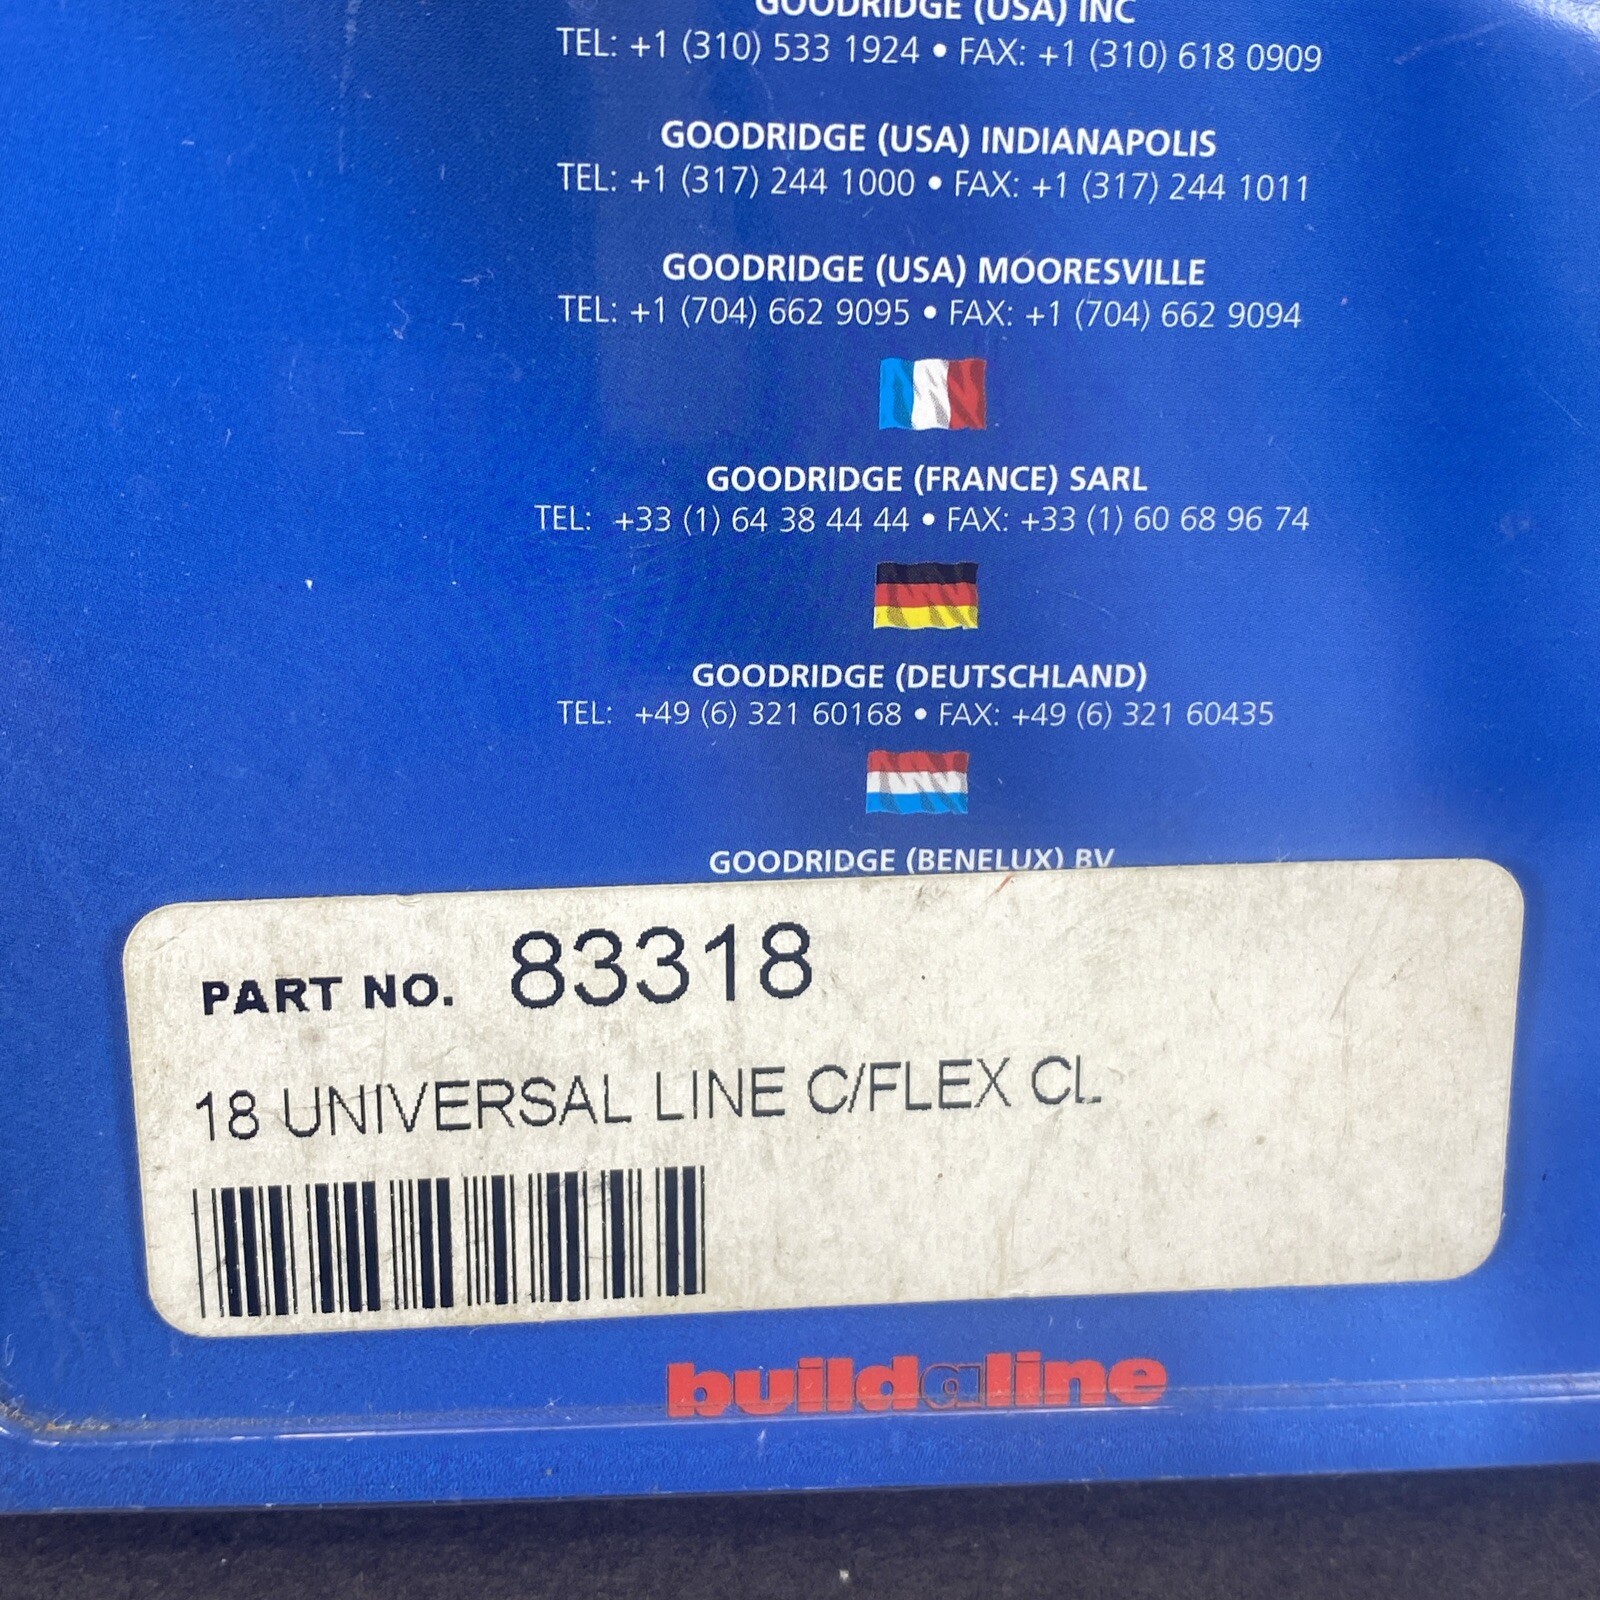 GOODRIDGE (USA) INC
TEL: +1 (310) 533 1924 • FAX: +1 (310) 618 0909
GOODRIDGE (USA) INDIANAPOLIS
TEL: +1 (317) 244 1000 • FAX: +1 (317) 244 1011
GOODRIDGE (USA) MOORESVILLE
TEL: +1 (704) 662 9095 • FAX: +1 (704) 662 9094
GOODRIDGE (FRANCE) SARL
TEL: +33 (1) 64 38 44 44 • FAX: +33 (1) 60 68 96 74
GOODRIDGE (DEUTSCHLAND)
TEL: +49 (6) 321 60168 • FAX: +49 (6) 321 60435
GOODRIDGE (BENELUX) BV
PART NO. 83318
18 UNIVERSAL LINE C/FLEX CL
buildaline